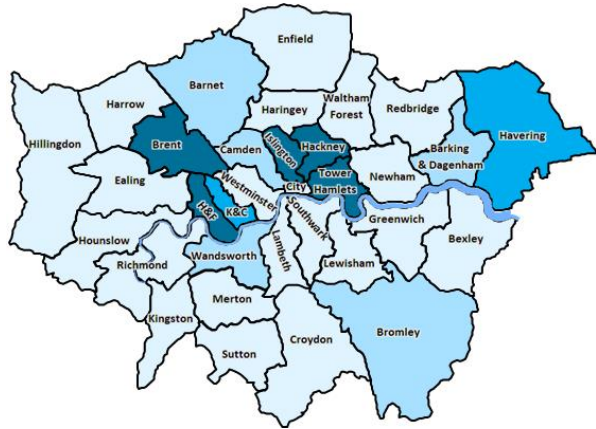 Enfield
Barnet
Harrow
Haringey
Waltham
Forest
Redbridge
Havering
Hillingdon
Brent
Camden
Islington
Hackney
Barking
& Dagenham
Ealing
Westminster
City
Tower
Hamlets
Newham
H&F
K&C
Southwark
Greenwich
Hounslow
Bexley
Richmond
Wandsworth
Lambeth
Lewisham
Merton
Kingston
Bromley
Croydon
Sutton